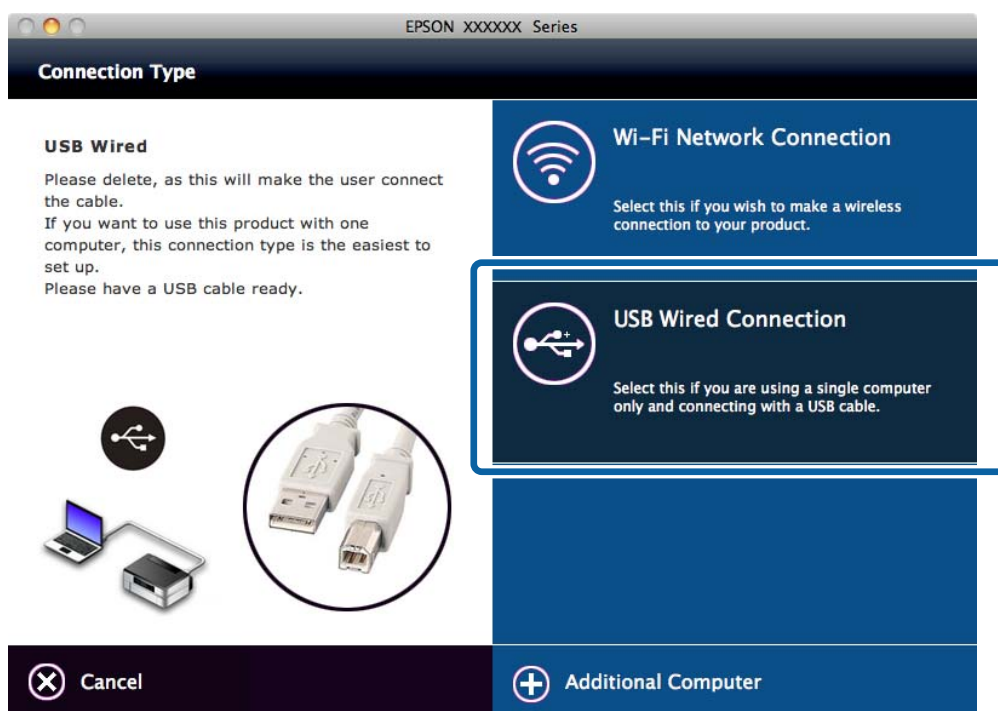 EPSON XXXXXX Series
Connection Type
USB Wired
Please delete, as this will make the user connect
the cable.
If you want to use this product with one
computer, this connection type is the easiest to
set up.
Please have a USB cable ready.
Wi-Fi Network Connection
Select this if you wish to make a wireless
connection to your product.
USB Wired Connection
Select this if you are using a single computer
only and connecting with a USB cable.
Cancel
Additional Computer